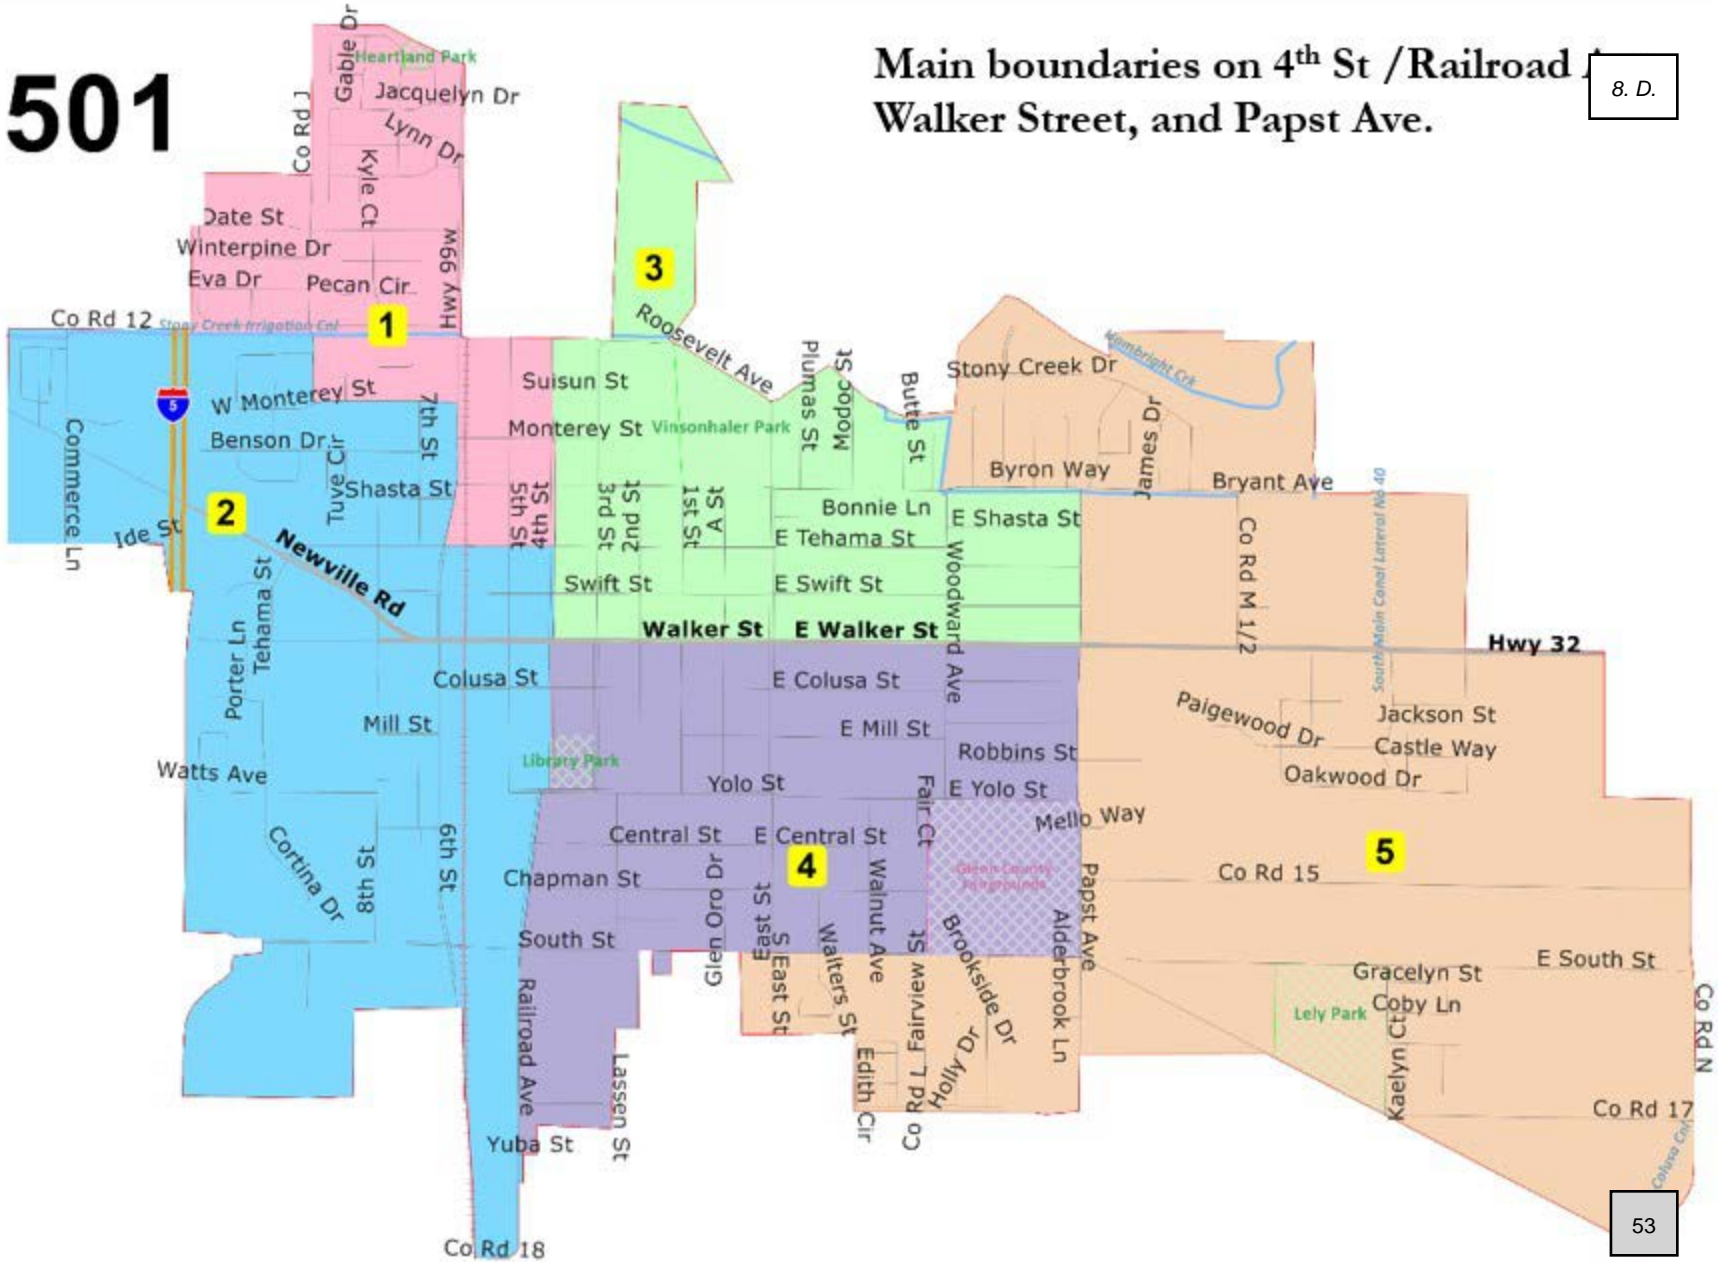 501
Main boundaries on 4th St /Railroad A
Walker Street, and Papst Ave.
8. D.
Gable Dr
Heartland Park
Jacquelyn Dr
Co Rd J
Lynn Dr
Kyle Ct
Date St
Winterpine Dr
Eva Dr
Pecan Cir
Hwy 99W
Co Rd 12
Stony Creek Irrigation Cnl
1
3
Roosevelt Ave
Plumas St
Modoc St
Butte St
Stony Creek Dr
Hambright Crk
5
W Monterey St
7th St
Suisun St
Monterey St
Vinsonhaler Park
Commerce Ln
Benson Dr
Tuve Cir
Shasta St
5th St
4th St
3rd St
2nd St
1st St
A St
Byron Way
James Dr
Bryant Ave
Bonnie Ln
E Shasta St
2
Ide St
Newville Rd
E Tehama St
Swift St
E Swift St
Woodward Ave
Co Rd M 1/2
South Main Canal Lateral No 40
Tehama St
Porter Ln
Walker St
E Walker St
Hwy 32
Colusa St
E Colusa St
Mill St
E Mill St
Paigewood Dr
Jackson St
Castle Way
Oakwood Dr
Robbins St
Library Park
Watts Ave
Yolo St
E Yolo St
Fair Ct
Mello Way
Central St
E Central St
4
5
Glenn County
Fairgrounds
Cortina Dr
8th St
6th St
Chapman St
Glen Oro Dr
East St
Walnut Ave
Papst Ave
Co Rd 15
South St
S East St
Walters St
Fairview St
Brookside Dr
Alderbrook Ln
E South St
Gracelyn St
Coby Ln
Lely Park
Kaelyn Ct
Co Rd N
Railroad Ave
Lassen St
Edith Cir
Co Rd L
Holly Dr
Co Rd 17
Colusa Cnl
Yuba St
Co Rd 18
53